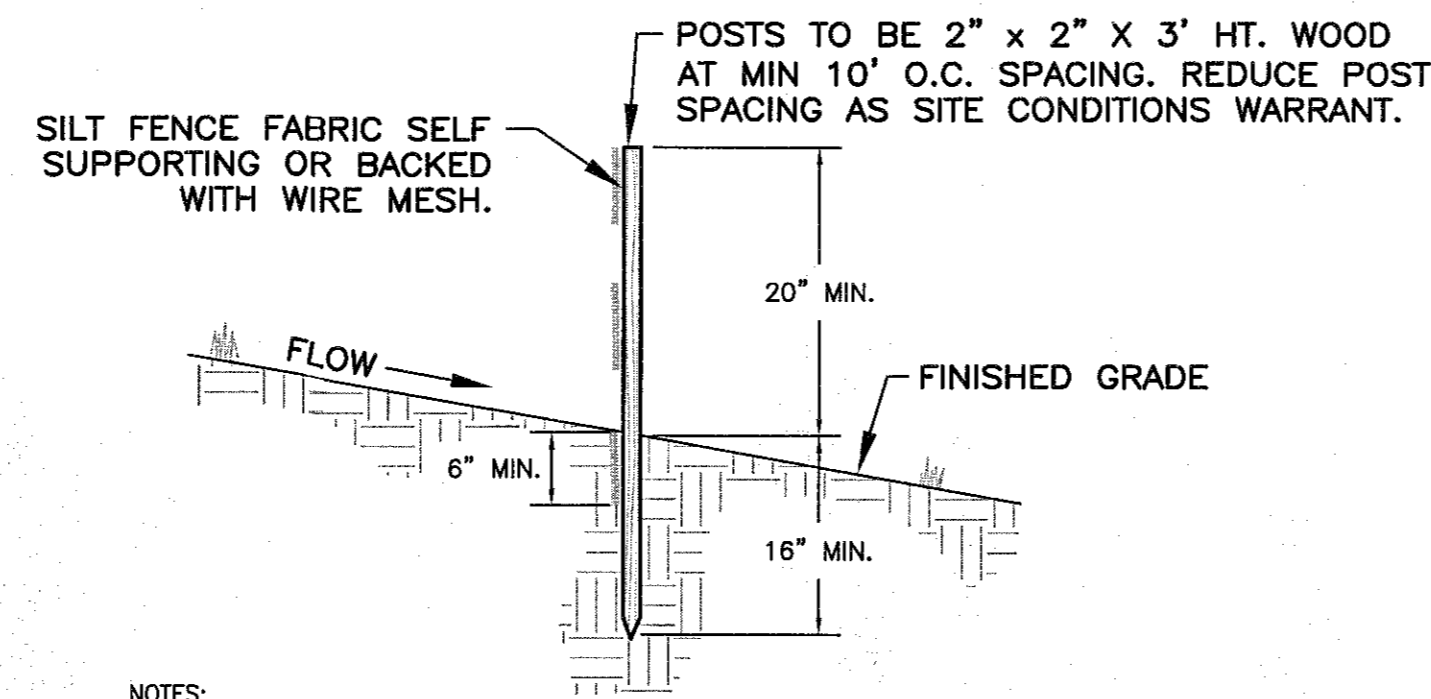 POSTS TO BE 2" x 2" X 3' HT. WOOD
AT MIN 10' O.C. SPACING. REDUCE POST
SPACING AS SITE CONDITIONS WARRANT.
SILT FENCE FABRIC SELF
SUPPORTING OR BACKED
WITH WIRE MESH.
20" MIN.
FLOW
FINISHED GRADE
6" MIN.
16" MIN.
NOTES: